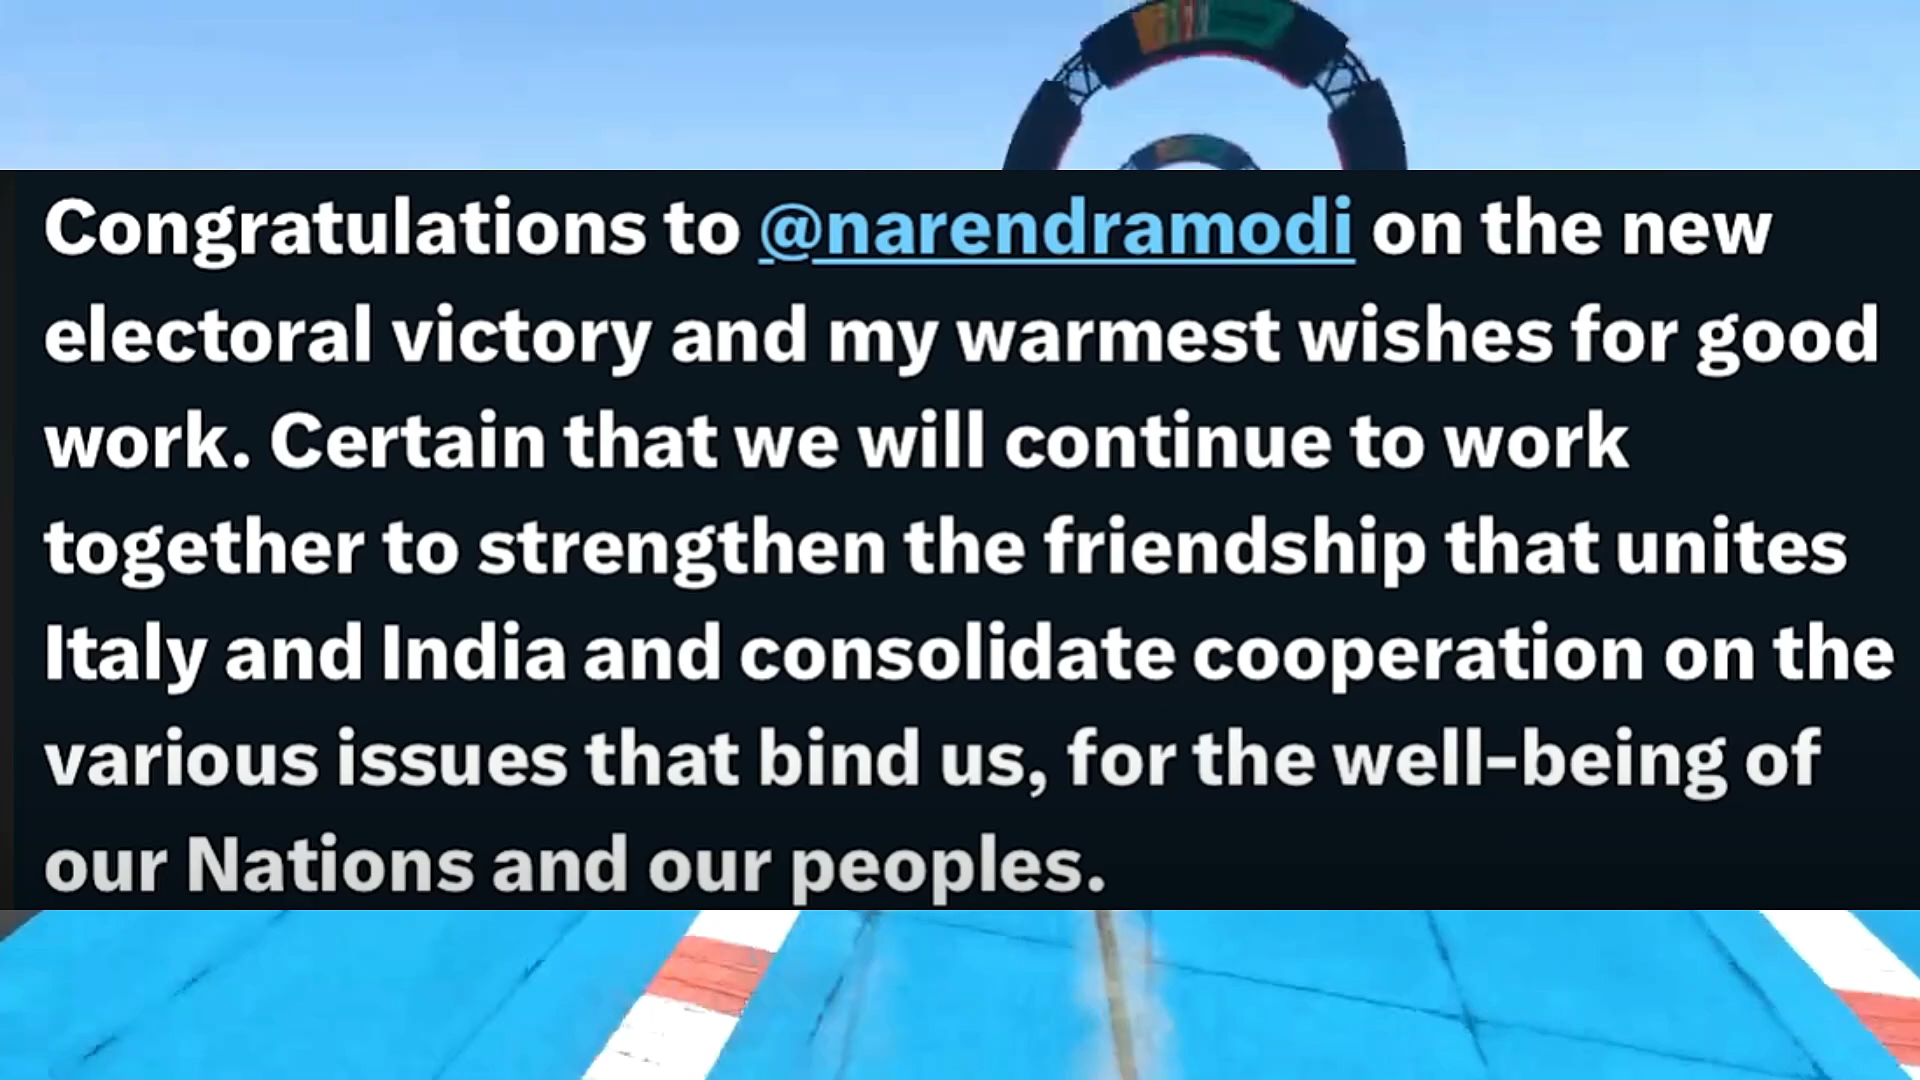 Congratulations to @narendramodi on the new
electoral victory and my warmest wishes for good
work. Certain that we will continue to work
together to strengthen the friendship that unites
Italy and India and consolidate cooperation on the
various issues that bind us, for the well-being of
our Nations and our peoples.